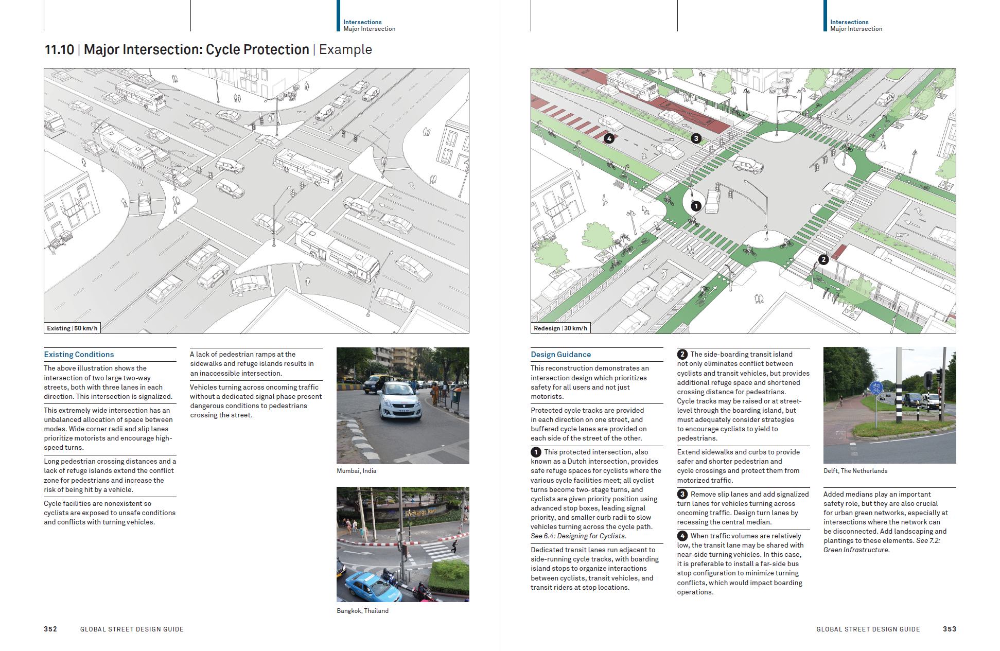 Intersections
Major Intersection
11.10 | Major Intersection: Cycle Protection | Example
Existing | 50 km/h
Existing Conditions
The above illustration shows the
intersection of two large two-way
streets, both with three lanes in each
direction. This intersection is signalized.
This extremely wide intersection has an
unbalanced allocation of space between
modes. Wide corner radii and slip lanes
prioritize motorists and encourage high-
speed turns.
Long pedestrian crossing distances and a
lack of refuge islands extend the conflict
zone for pedestrians and increase the
risk of being hit by a vehicle.
Cycle facilities are nonexistent so
cyclists are exposed to unsafe conditions
and conflicts with turning vehicles.
A lack of pedestrian ramps at the
sidewalks and refuge islands results in
an inaccessible intersection.
Vehicles turning across oncoming traffic
without a dedicated signal phase present
dangerous conditions to pedestrians
crossing the street.
Mumbai, India
Bangkok, Thailand
352 GLOBAL STREET DESIGN GUIDE
Intersections
Major Intersection
4
3
1
2
Redesign | 30 km/h
Design Guidance
This reconstruction demonstrates an
intersection design which prioritizes
safety for all users and not just
motorists.
Protected cycle tracks are provided
in each direction on one street, and
buffered cycle lanes are provided on
each side of the street of the other.
1 This protected intersection, also
known as a Dutch intersection, provides
safe refuge spaces for cyclists where the
various cycle facilities meet; all cyclist
turns become two-stage turns, and
cyclists are given priority position using
advanced stop boxes, leading signal
priority, and smaller curb radii to slow
vehicles turning across the cycle path.
See 6.4: Designing for Cyclists.
Dedicated transit lanes run adjacent to
side-running cycle tracks, with boarding
island stops to organize interactions
between cyclists, transit vehicles, and
transit riders at stop locations.
2 The side-boarding transit island
not only eliminates conflict between
cyclists and transit vehicles, but provides
additional refuge space and shortened
crossing distance for pedestrians.
Cycle tracks may be raised or at street-
level through the boarding island, but
must adequately consider strategies
to encourage cyclists to yield to
pedestrians.
Extend sidewalks and curbs to provide
safer and shorter pedestrian and
cycle crossings and protect them from
motorized traffic.
3 Remove slip lanes and add signalized
turn lanes for vehicles turning across
oncoming traffic. Design turn lanes by
recessing the central median.
4 When traffic volumes are relatively
low, the transit lane may be shared with
near-side turning vehicles. In this case,
it is preferable to install a far-side bus
stop configuration to minimize turning
conflicts, which would impact boarding
operations.
Delft, The Netherlands
Added medians play an important
safety role, but they are also crucial
for urban green networks, especially at
intersections where the network can
be disconnected. Add landscaping and
plantings to these elements. See 7.2:
Green Infrastructure.
GLOBAL STREET DESIGN GUIDE 353